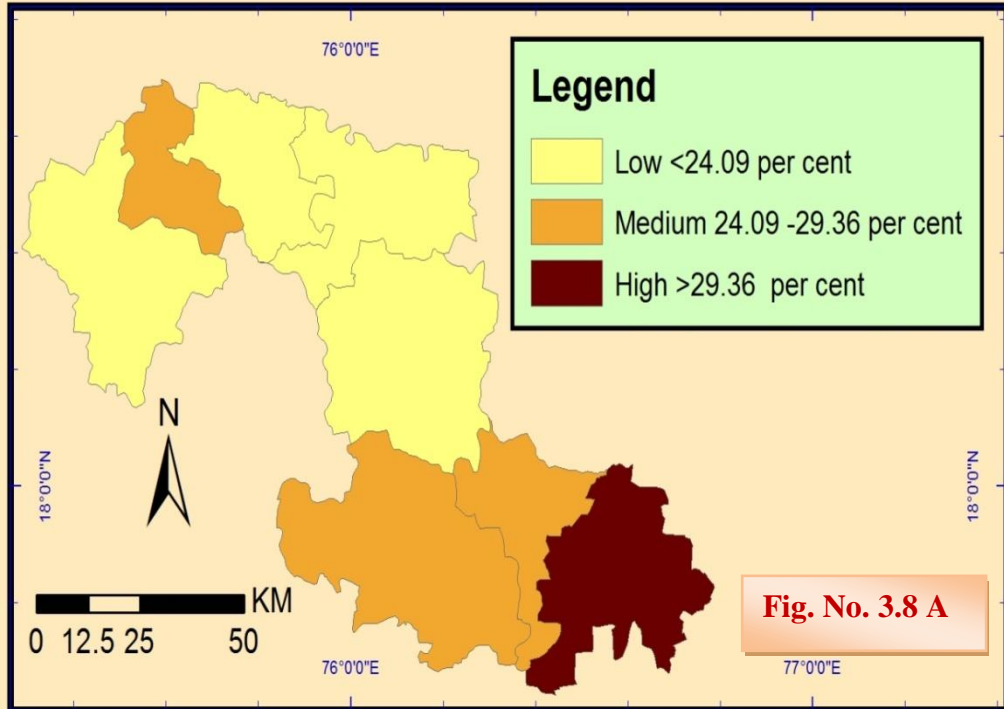 76°0'0"E
Legend
Low <24.09 per cent
Medium 24.09 -29.36 per cent
High >29.36 per cent
N
18°0'0"N
18°0'0"N
KM
0 12.5 25 50
Fig. No. 3.8 A
76°0'0"E
77°0'0"E